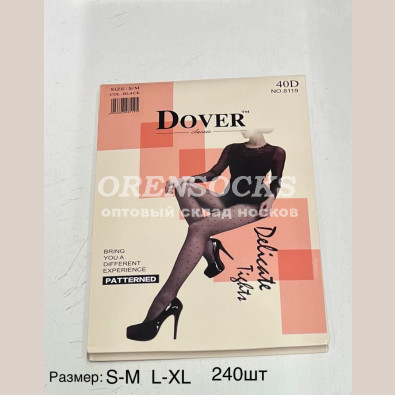 SIZE: S/M
COL: BLACK
40D
NO.8119
DOVER™
classic
ORENSOCKS
оптовый склад носков
Delicate
Tights
BRING
YOU A
DIFFERENT
EXPERIENCE
PATTERNED
Размер: S-M L-XL 240шт